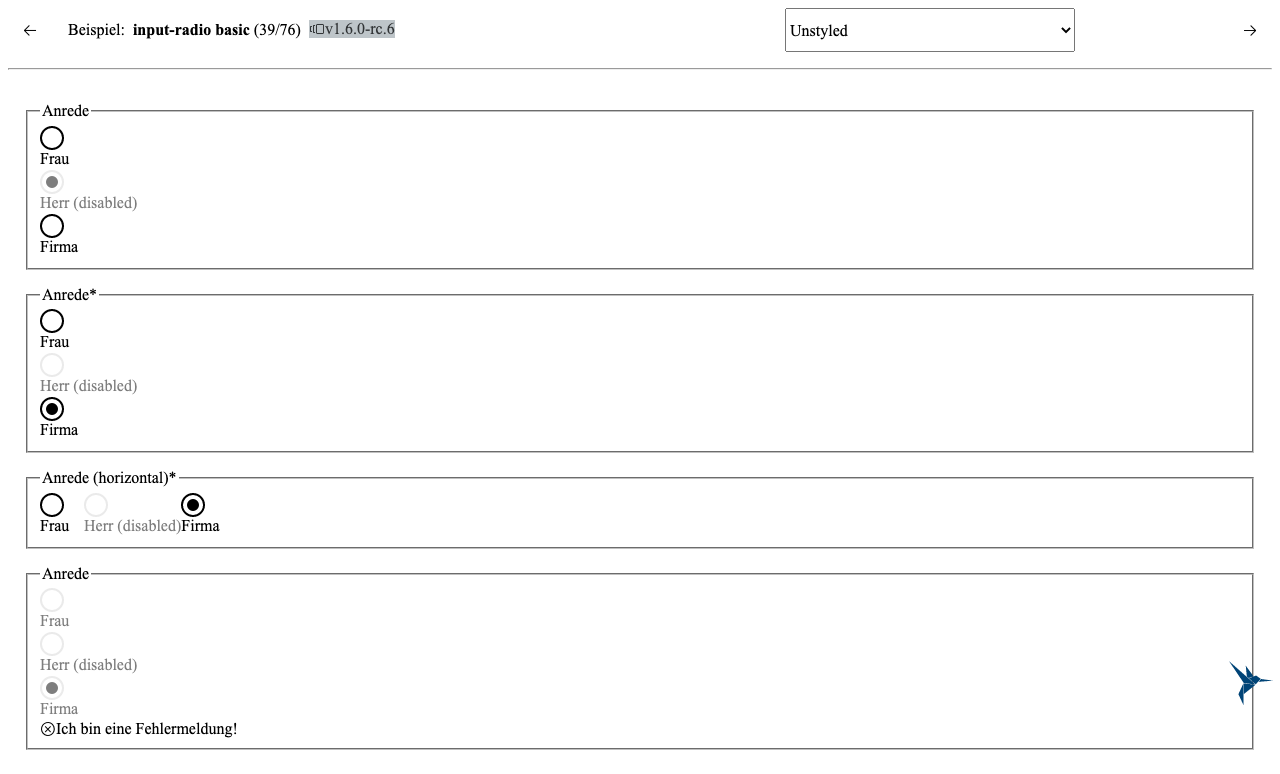 Beispiel: input-radio basic (39/76) v1.6.0-rc.6 Unstyled
Anrede
Frau
Herr (disabled)
Firma
Anrede*
Frau
Herr (disabled)
Firma
Anrede (horizontal)*
Frau Herr (disabled) Firma
Anrede
Frau
Herr (disabled)
Firma
Ich bin eine Fehlermeldung!